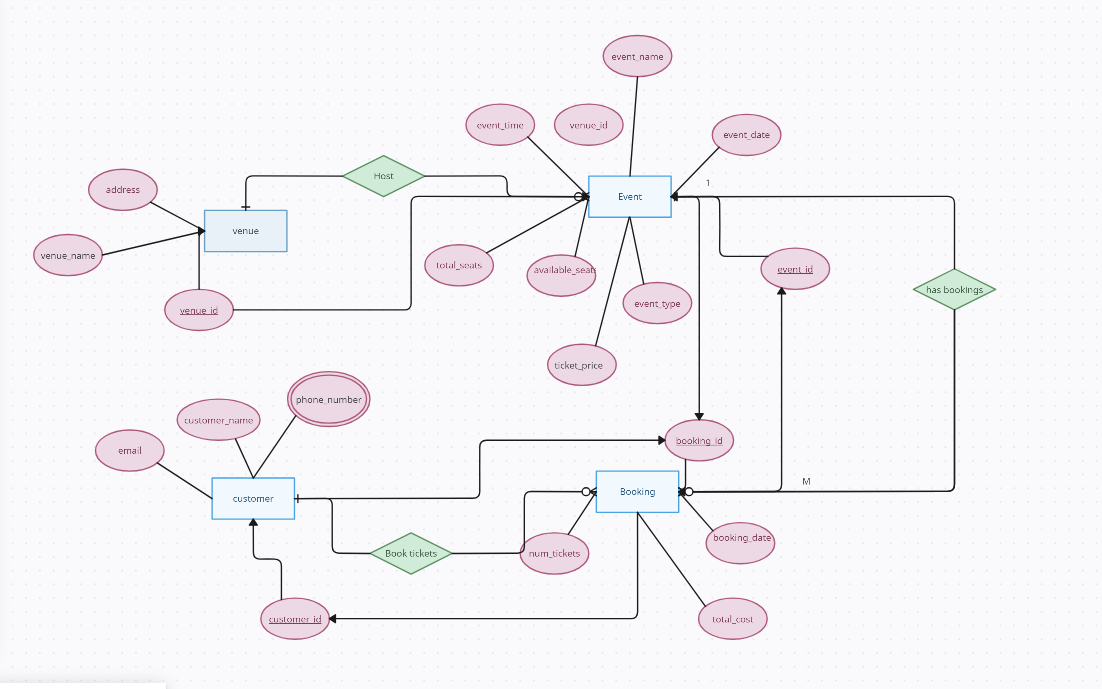 event_name
event_time
venue_id
event_date
Host
1
address
Event
venue
venue_name
total_seats
available_seats
event_id
has bookings
event_type
venue_id
ticket_price
phone_number
customer_name
email
booking_id
M
customer
Booking
booking_date
Book tickets
num_tickets
customer_id
total_cost